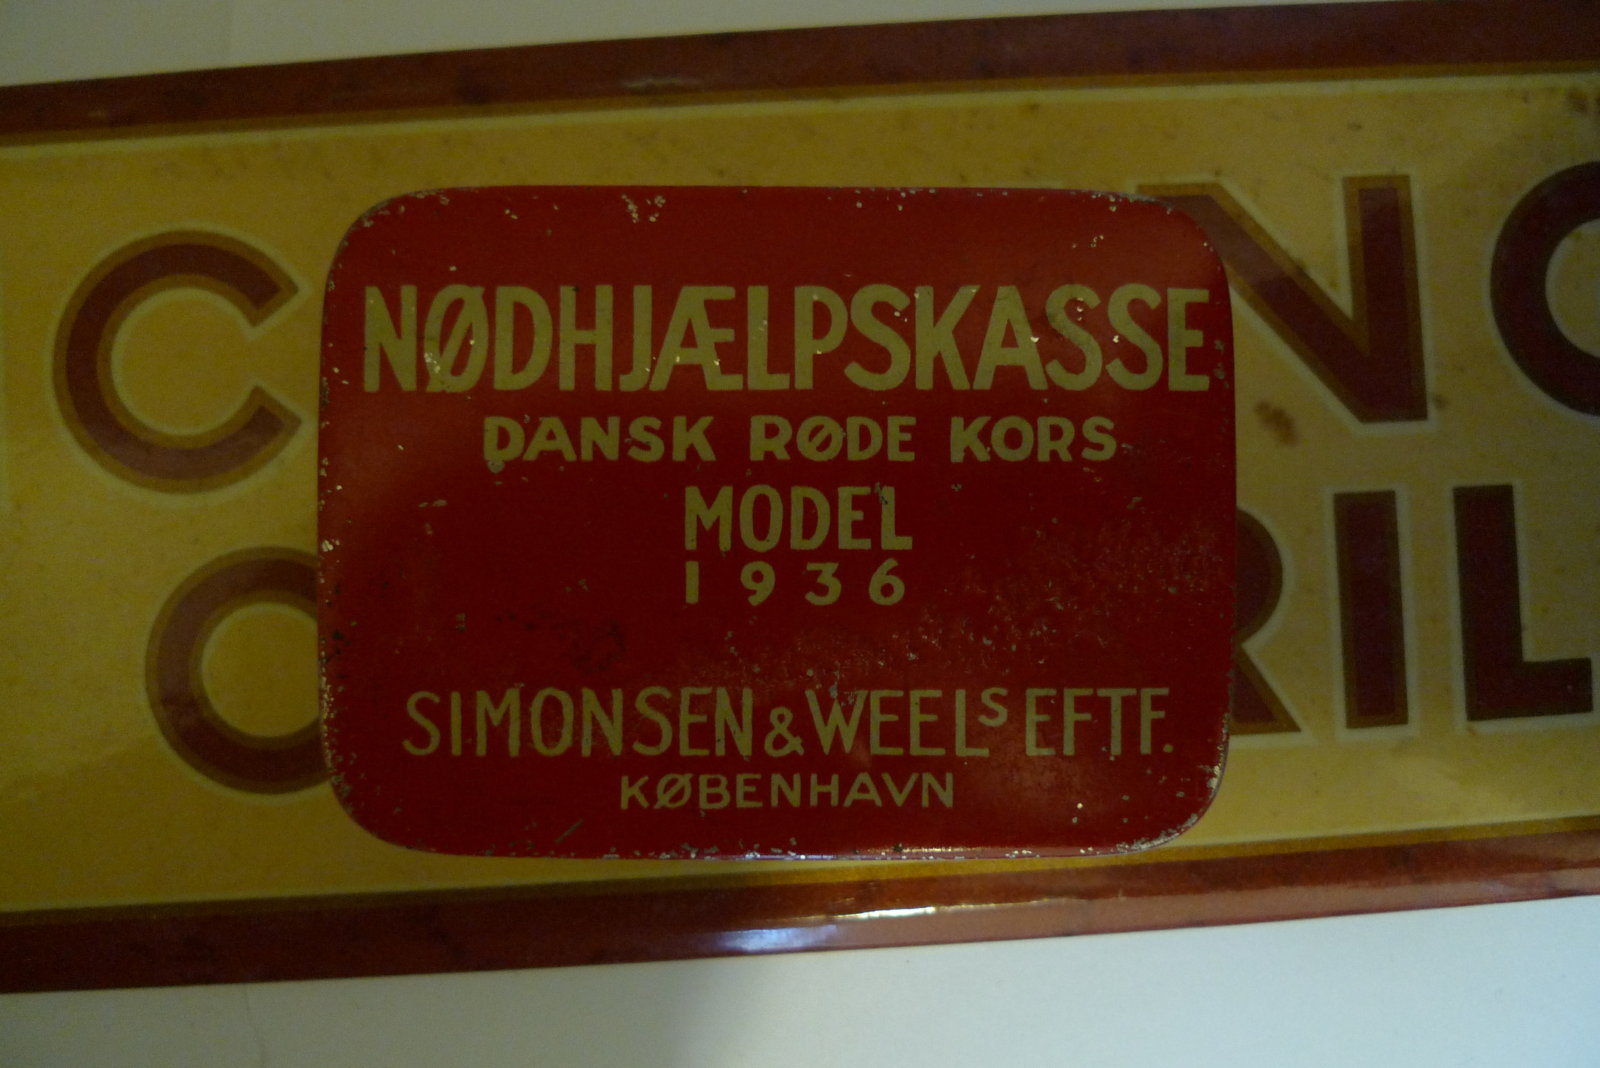 NØDHJÆLPSKASSE
DANSK RØDE KORS
MODEL
1936
SIMONSEN & WEELS EFTF.
KØBENHAVN